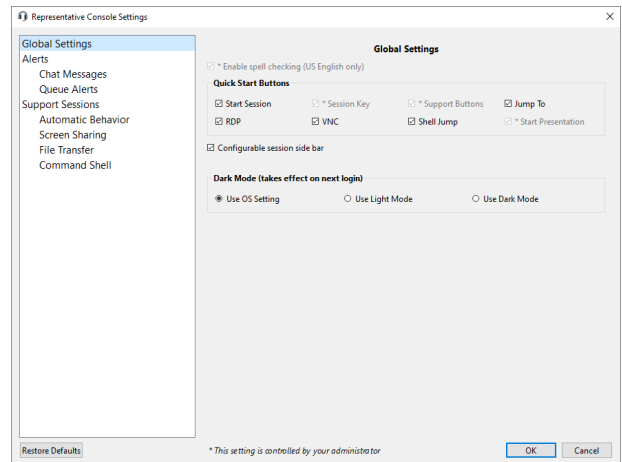 Representative Console Settings
Global Settings
Alerts
Chat Messages
Queue Alerts
Support Sessions
Automatic Behavior
Screen Sharing
File Transfer
Command Shell
Global Settings
* Enable spell checking (US English only)
Quick Start Buttons
Start Session * Session Key * Support Buttons Jump To
RDP VNC Shell Jump * Start Presentation
Configurable session side bar
Dark Mode (takes effect on next login)
Use OS Setting Use Light Mode Use Dark Mode
Restore Defaults * This setting is controlled by your administrator OK Cancel